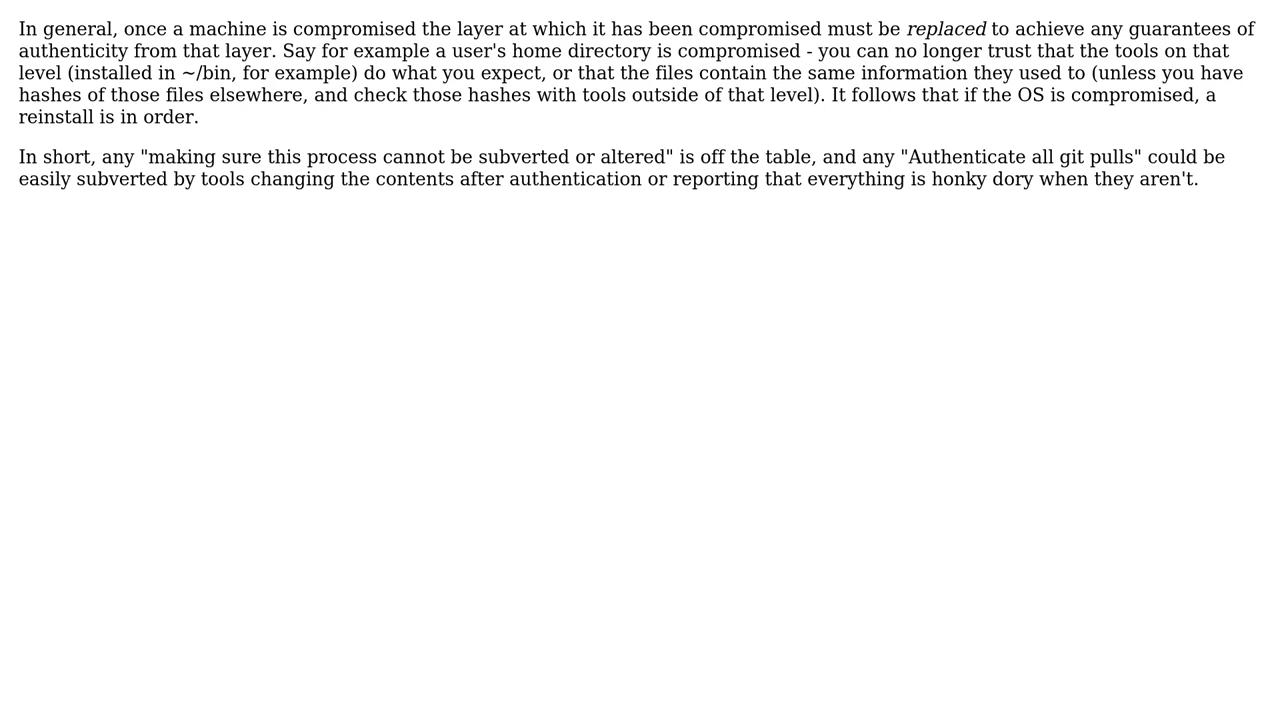 In general, once a machine is compromised the layer at which it has been compromised must be replaced to achieve any guarantees of
authenticity from that layer. Say for example a user's home directory is compromised - you can no longer trust that the tools on that
level (installed in ~/bin, for example) do what you expect, or that the files contain the same information they used to (unless you have
hashes of those files elsewhere, and check those hashes with tools outside of that level). It follows that if the OS is compromised, a
reinstall is in order.
In short, any "making sure this process cannot be subverted or altered" is off the table, and any "Authenticate all git pulls" could be
easily subverted by tools changing the contents after authentication or reporting that everything is honky dory when they aren't.